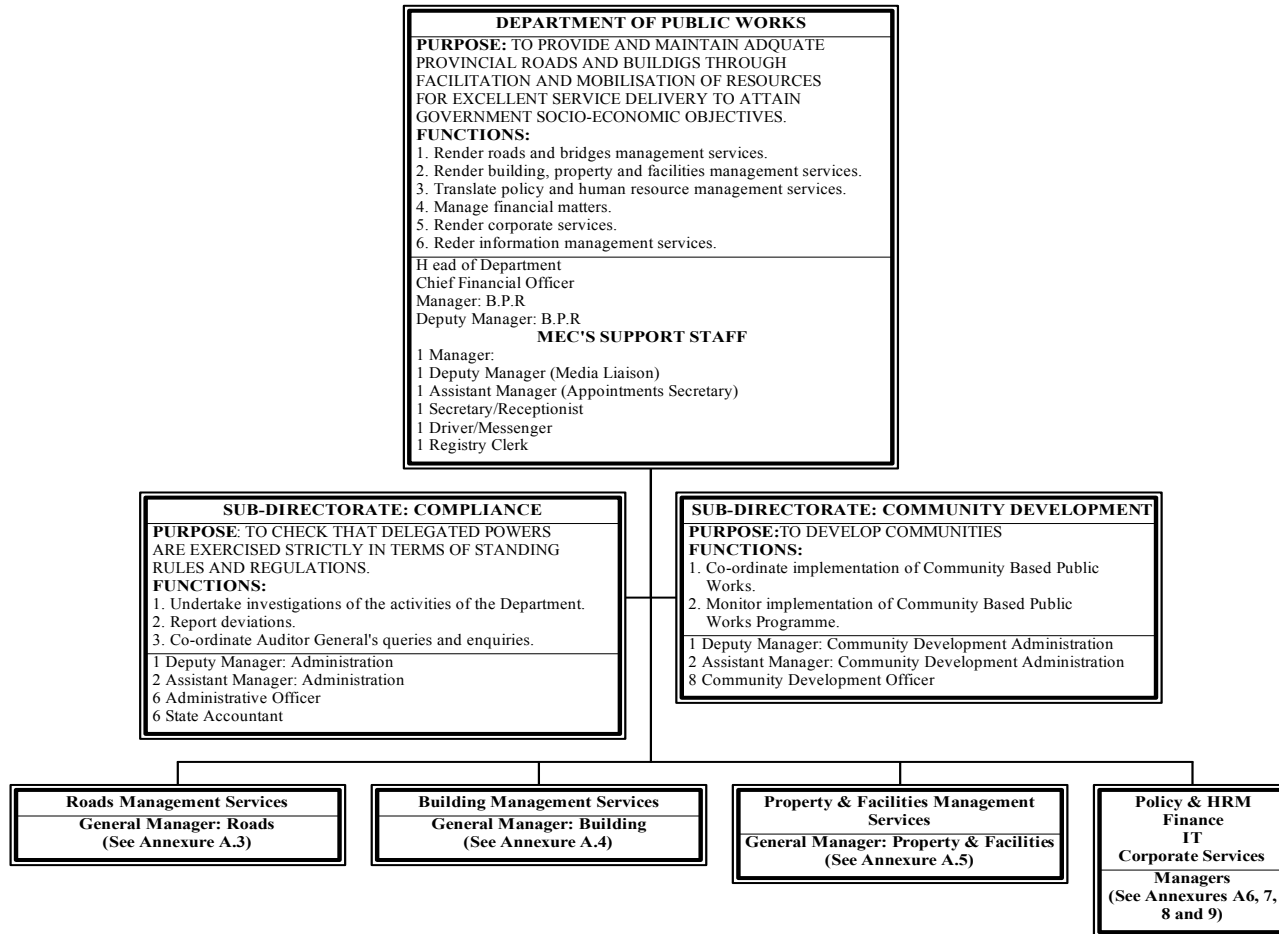 DEPARTMENT OF PUBLIC WORKS
PURPOSE: TO PROVIDE AND MAINTAIN ADQUATE
PROVINCIAL ROADS AND BUILDIGS THROUGH
FACILITATION AND MOBILISATION OF RESOURCES
FOR EXCELLENT SERVICE DELIVERY TO ATTAIN
GOVERNMENT SOCIO-ECONOMIC OBJECTIVES.
FUNCTIONS:
1. Render roads and bridges management services.
2. Render building, property and facilities management services.
3. Translate policy and human resource management services.
4. Manage financial matters.
5. Render corporate services.
6. Reder information management services.
H ead of Department
Chief Financial Officer
Manager: B.P.R
Deputy Manager: B.P.R
MEC'S SUPPORT STAFF
1 Manager:
1 Deputy Manager (Media Liaison)
1 Assistant Manager (Appointments Secretary)
1 Secretary/Receptionist
1 Driver/Messenger
1 Registry Clerk
SUB-DIRECTORATE: COMPLIANCE
PURPOSE: TO CHECK THAT DELEGATED POWERS
ARE EXERCISED STRICTLY IN TERMS OF STANDING
RULES AND REGULATIONS.
FUNCTIONS:
1. Undertake investigations of the activities of the Department.
2. Report deviations.
3. Co-ordinate Auditor General's queries and enquiries.
1 Deputy Manager: Administration
2 Assistant Manager: Administration
6 Administrative Officer
6 State Accountant
SUB-DIRECTORATE: COMMUNITY DEVELOPMENT
PURPOSE:TO DEVELOP COMMUNITIES
FUNCTIONS:
1. Co-ordinate implementation of Community Based Public
Works.
2. Monitor implementation of Community Based Public
Works Programme.
1 Deputy Manager: Community Development Administration
2 Assistant Manager: Community Development Administration
8 Community Development Officer
Roads Management Services
General Manager: Roads
(See Annexure A.3)
Building Management Services
General Manager: Building
(See Annexure A.4)
Property & Facilities Management
Services
General Manager: Property & Facilities
(See Annexure A.5)
Policy & HRM
Finance
IT
Corporate Services
Managers
(See Annexures A6, 7,
8 and 9)